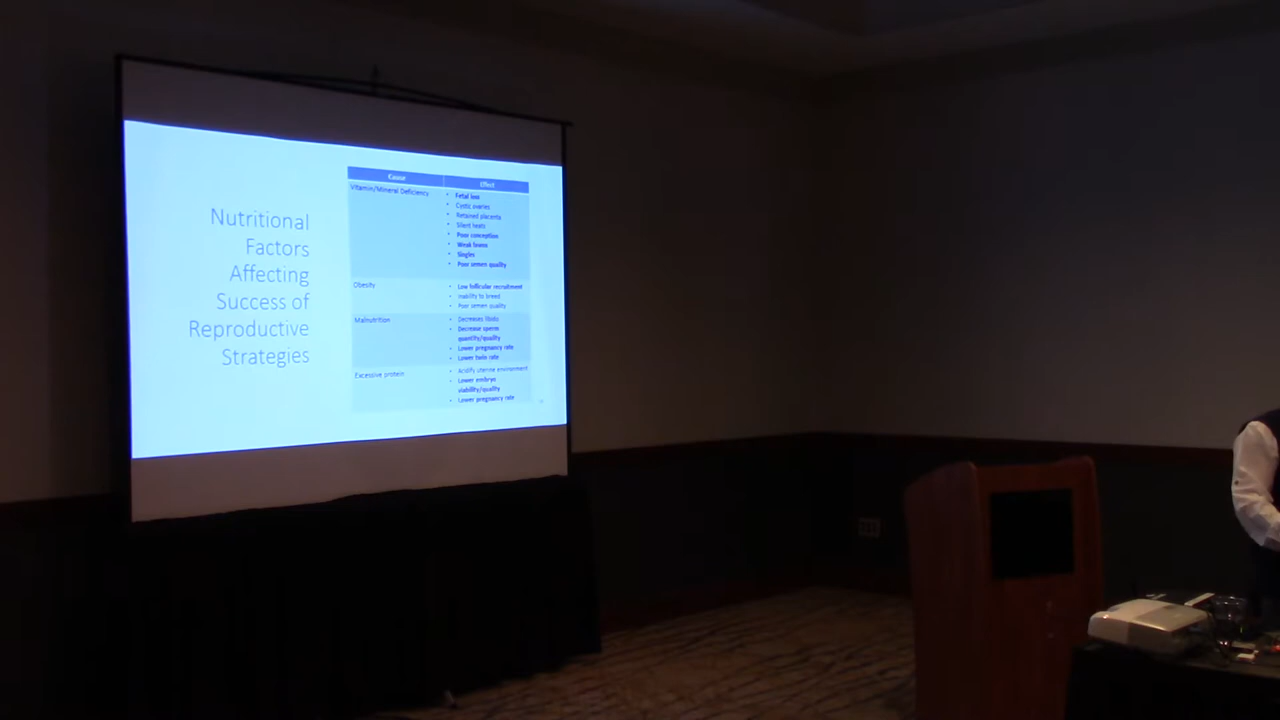 Nutritional
Factors
Affecting
Success of
Reproductive
Strategies
Cause Effect
Vitamin/Mineral Deficiency
• Fetal loss
• Cystic ovaries
• Retained placenta
• Silent heats
• Poor conception
• Weak teams
• Singles
• Poor semen quality
Obesity
• Low follicular recruitment
• Inability to breed
• Poor semen quality
Malnutrition
• Decreases libido
• Decrease sperm
quantity/quality
• Lower pregnancy rate
• Lower twin rate
Excessive protein
• Acidify uterine environment
• Lower embryo
viability/quality
• Lower pregnancy rate